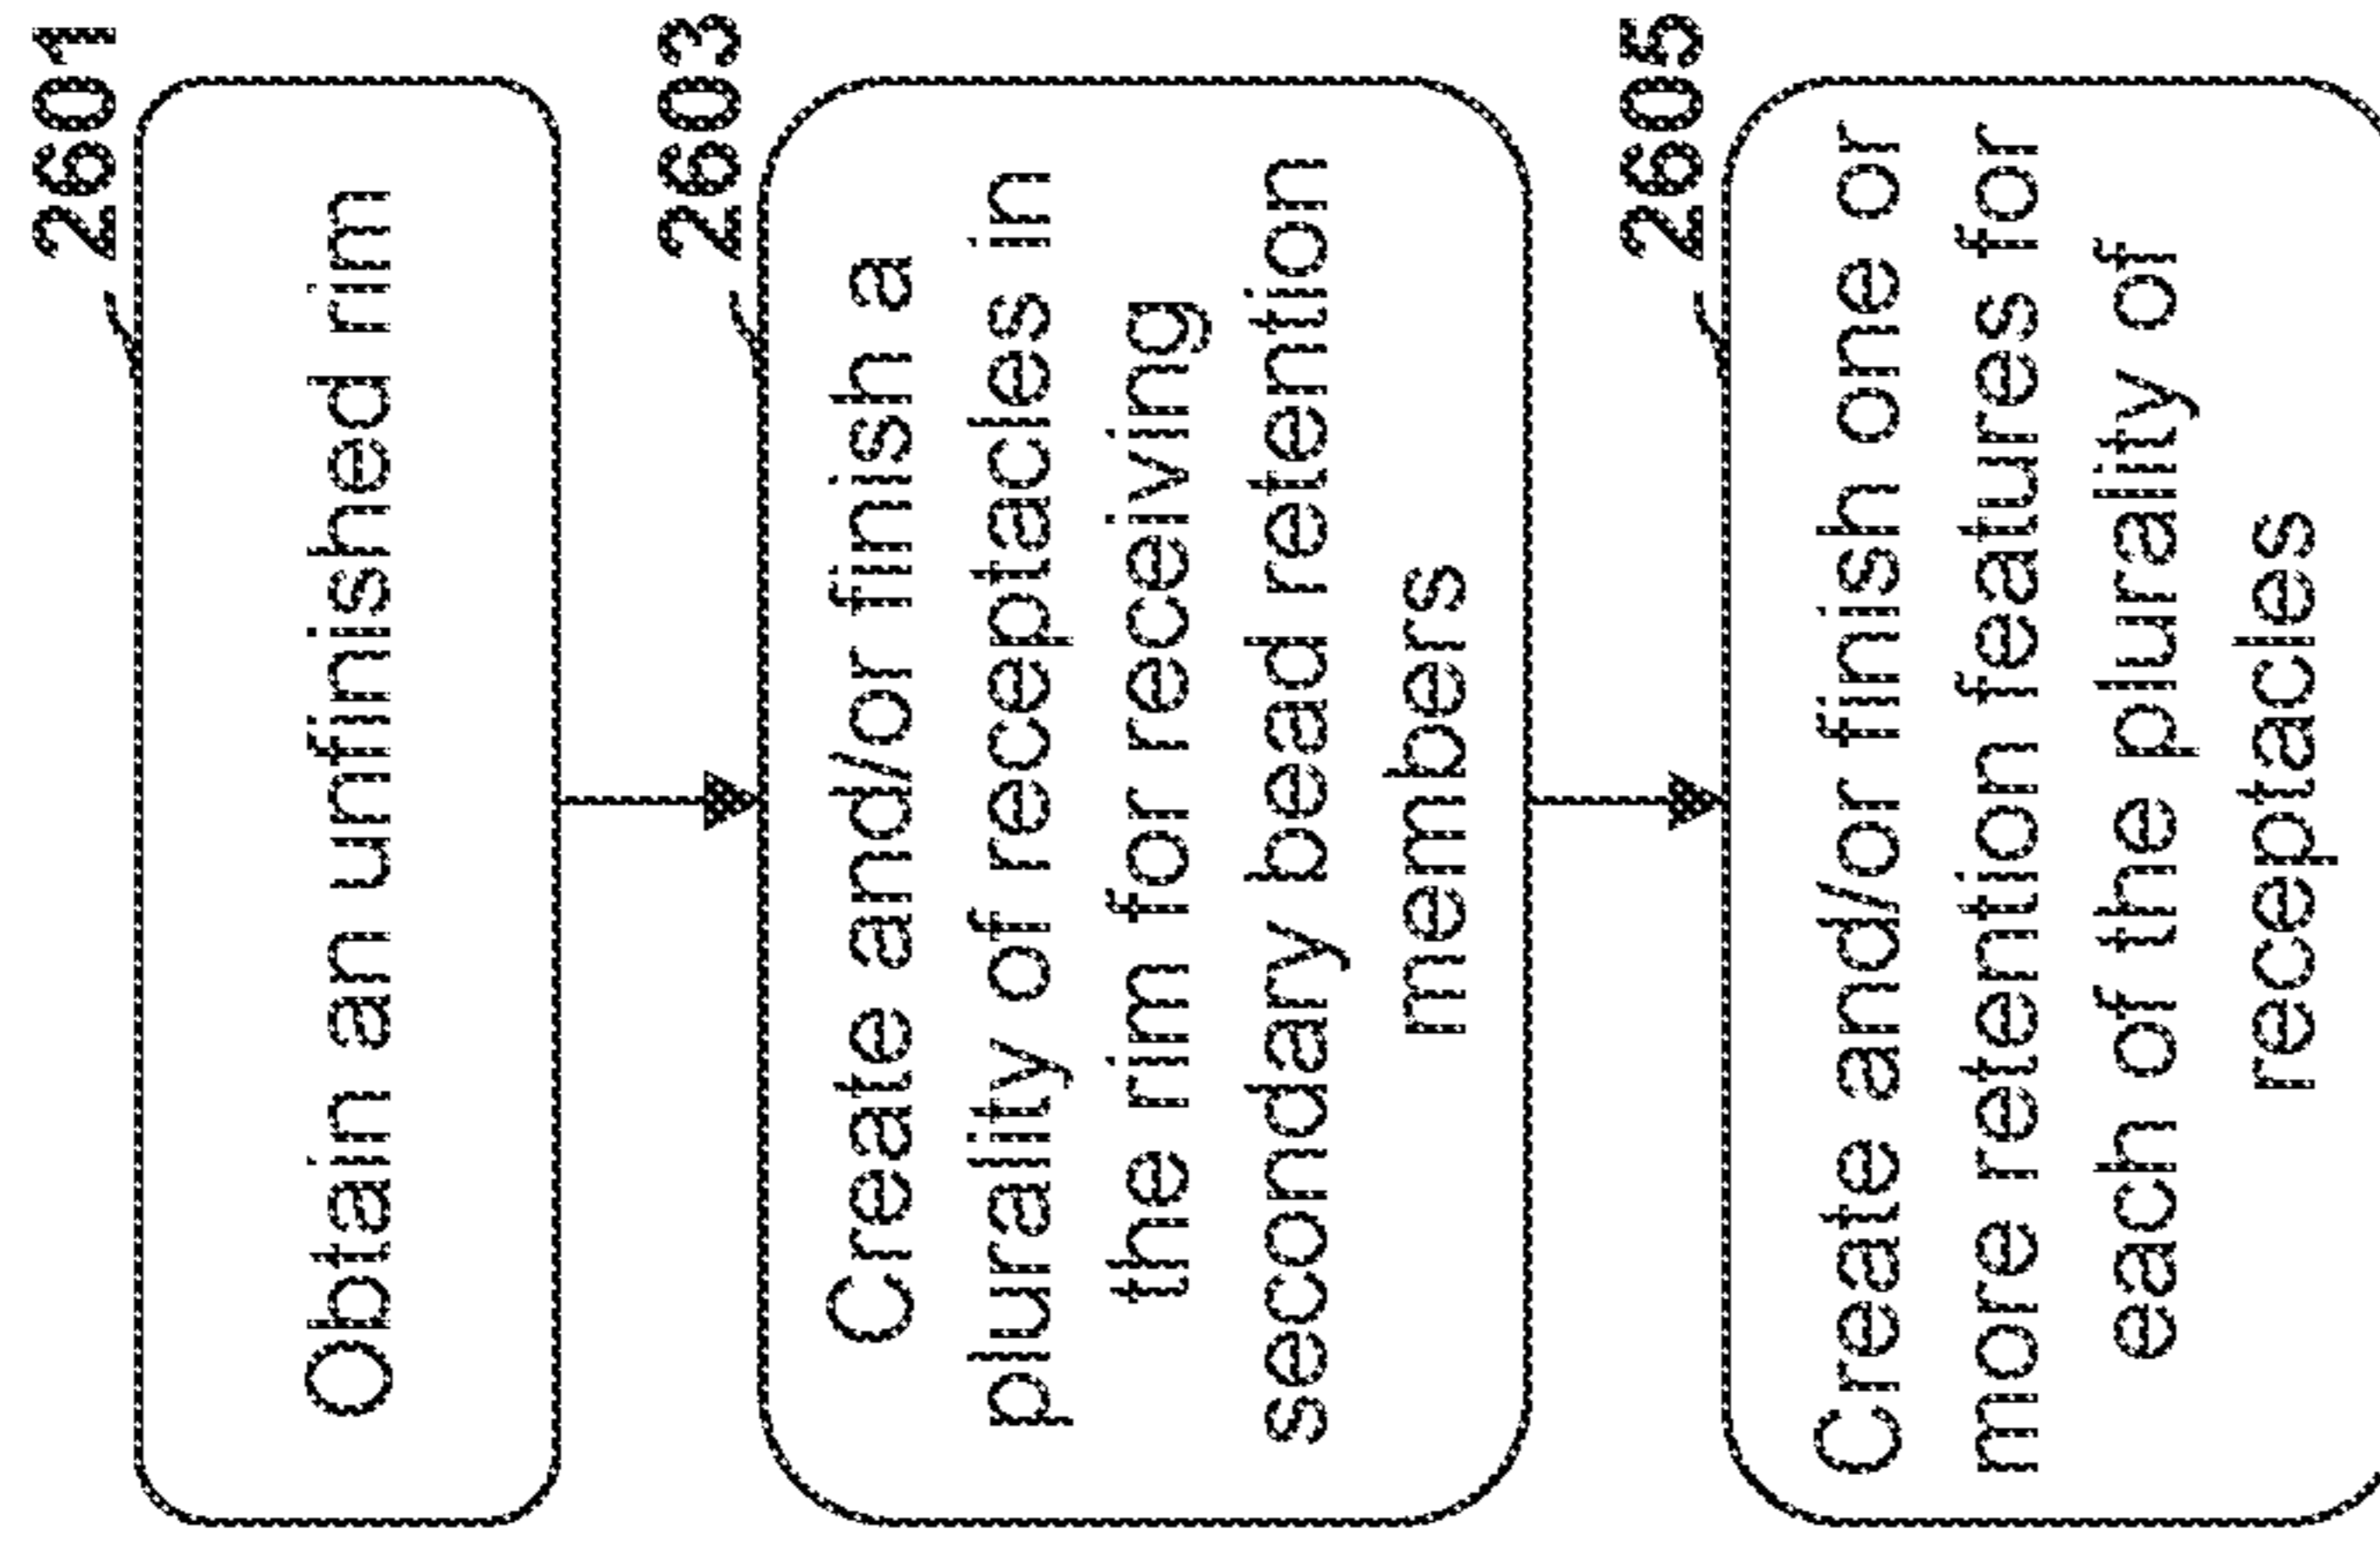 2601
Obtain an unfinished rim
2603
Create and/or finish a
plurality of receptacles in
the rim for receiving
secondary bead retention
members
2605
Create and/or finish one or
more retention features for
each of the plurality of
receptacles